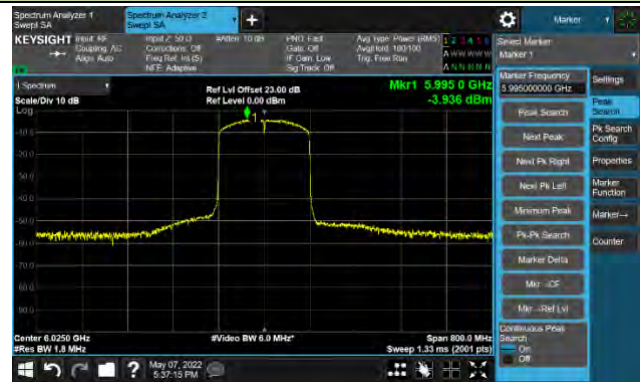 Spectrum Analyzer 1
Swept SA
Spectrum Analyzer 2
Swept SA
+
Marker
KEYSIGHT
Input: RF
Coupling: AC
Align: Auto
Input Z: 50 Ω
Corrections: Off
Freq Ref: Int (S)
NFE: Adaptive
#Atten: 10 dB
PNO: Fast
Gate: Off
IF Gain: Low
Sig Track: Off
Avg Type: Power (RMS)
Avg|Hold: 100/100
Trig: Free Run
1 2 3 4 5 6
A W W W W W
A N N N N N
Select Marker
Marker 1
1 Spectrum
Scale/Div 10 dB
Log
Ref Lvl Offset 23.00 dB
Ref Level 0.00 dBm
Mkr1 5.995 0 GHz
-3.936 dBm
1
-10.0
-20.0
-30.0
-40.0
-50.0
-60.0
-70.0
-80.0
-90.0
Center 6.0250 GHz
#Res BW 1.8 MHz
#Video BW 6.0 MHz*
Span 800.0 MHz
Sweep 1.33 ms (2001 pts)
Marker Frequency
5.995000000 GHz
Peak Search
Next Peak
Next Pk Right
Next Pk Left
Minimum Peak
Pk-Pk Search
Marker Delta
Mkr→CF
Mkr→Ref Lvl
Continuous Peak
Search
On
Off
Settings
Peak
Search
Pk Search
Config
Properties
Marker
Function
Marker→
Counter
?
May 07, 2022
5:37:15 PM